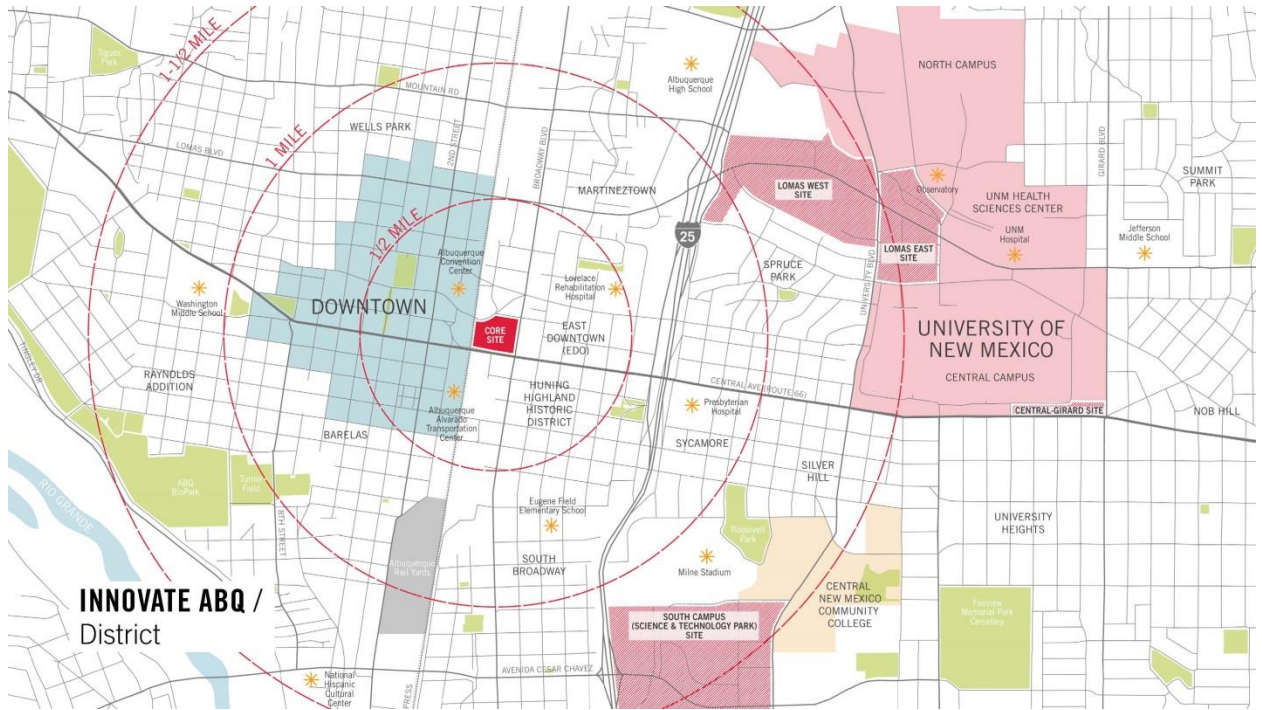 1-1/2 MILE
1 MILE
1/2 MILE
Tiguex
Park
MOUNTAIN RD
WELLS PARK
LOMAS BLVD
2ND STREET
BROADWAY BLVD
Albuquerque
High School
MARTINEZTOWN
25
NORTH CAMPUS
GIRARD BLVD
SUMMIT
PARK
LOMAS WEST
SITE
Observatory
UNM HEALTH
SCIENCES CENTER
UNM
Hospital
Jefferson
Middle School
LOMAS EAST
SITE
SPRUCE
PARK
UNIVERSITY BLVD
Albuquerque
Convention
Center
Lovelace
Rehabilitation
Hospital
Washington
Middle School
DOWNTOWN
CORE
SITE
EAST
DOWNTOWN
(EDO)
UNIVERSITY OF
NEW MEXICO
CENTRAL CAMPUS
TINGLEY DR
RAYNOLDS
ADDITION
HUNING
HIGHLAND
HISTORIC
DISTRICT
CENTRAL AVE(ROUTE 66)
Presbyterian
Hospital
CENTRAL-GIRARD SITE
NOB HILL
Albuquerque
Alvarado
Transportation
Center
BARELAS
SYCAMORE
SILVER
HILL
ABQ
BioPark
Turner
Field
RIO GRANDE
8TH STREET
Eugene Field
Elementary School
Roosevelt
Park
UNIVERSITY
HEIGHTS
Albuquerque
Rail Yards
SOUTH
BROADWAY
Milne Stadium
CENTRAL
NEW MEXICO
COMMUNITY
COLLEGE
Fairview
Memorial Park
Cemetery
INNOVATE ABQ /
District
SOUTH CAMPUS
(SCIENCE & TECHNOLOGY PARK)
SITE
AVENIDA CESAR CHAVEZ
National
Hispanic
Cultural
Center
PRESS